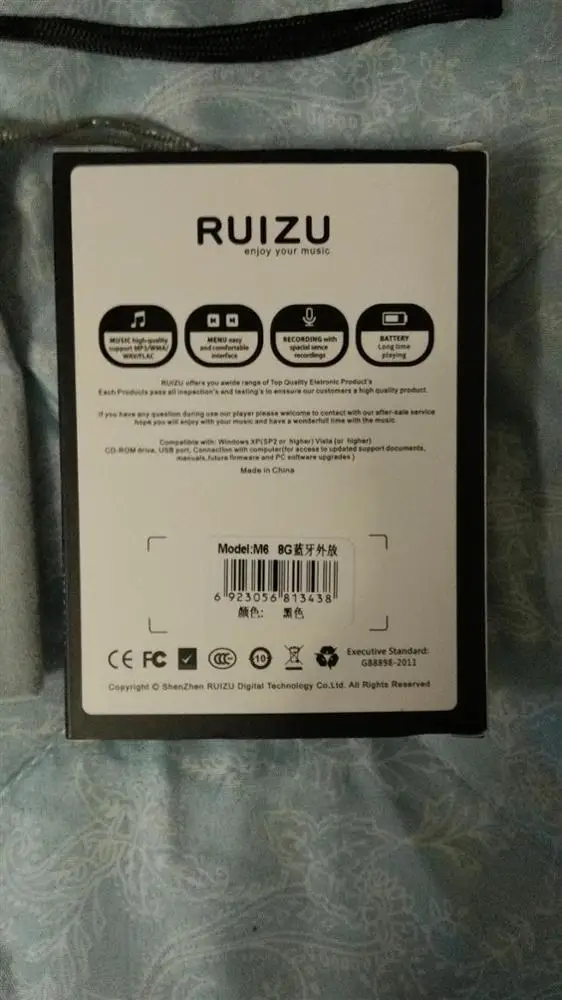 RUIZU
enjoy your music
MUSIC high-quality
support MP3/WMA/
WAV/FLAC
MENU easy
and comfortable
interface
RECORDING with
special sence
recordings
BATTERY
Long time
playing
RUIZU offers you awide range of Top Quality Eletronic Product's
Each Products pass all inspection's and testing's to enssure our customers a high quality product.
If you have any question during use our player please welcome to contact with our after-sale service
hope you will enjoy with your music and have a wonderfull time with the music.
Compatible with: Windows XP(SP2 or higher) Vista (or higher)
CD-ROM drive, USB port, Connection with computer(for access to updated support documents,
manuals,future firmware and PC software upgrades )
Made in China
Model:M6 8G蓝牙外放
6 923056 813438
颜色: 黑色
CE FC CCC 10 Executive Standard:
GB8898-2011
Copyright © ShenZhen RUIZU Digital Technology Co.Ltd. All Rights Reserved